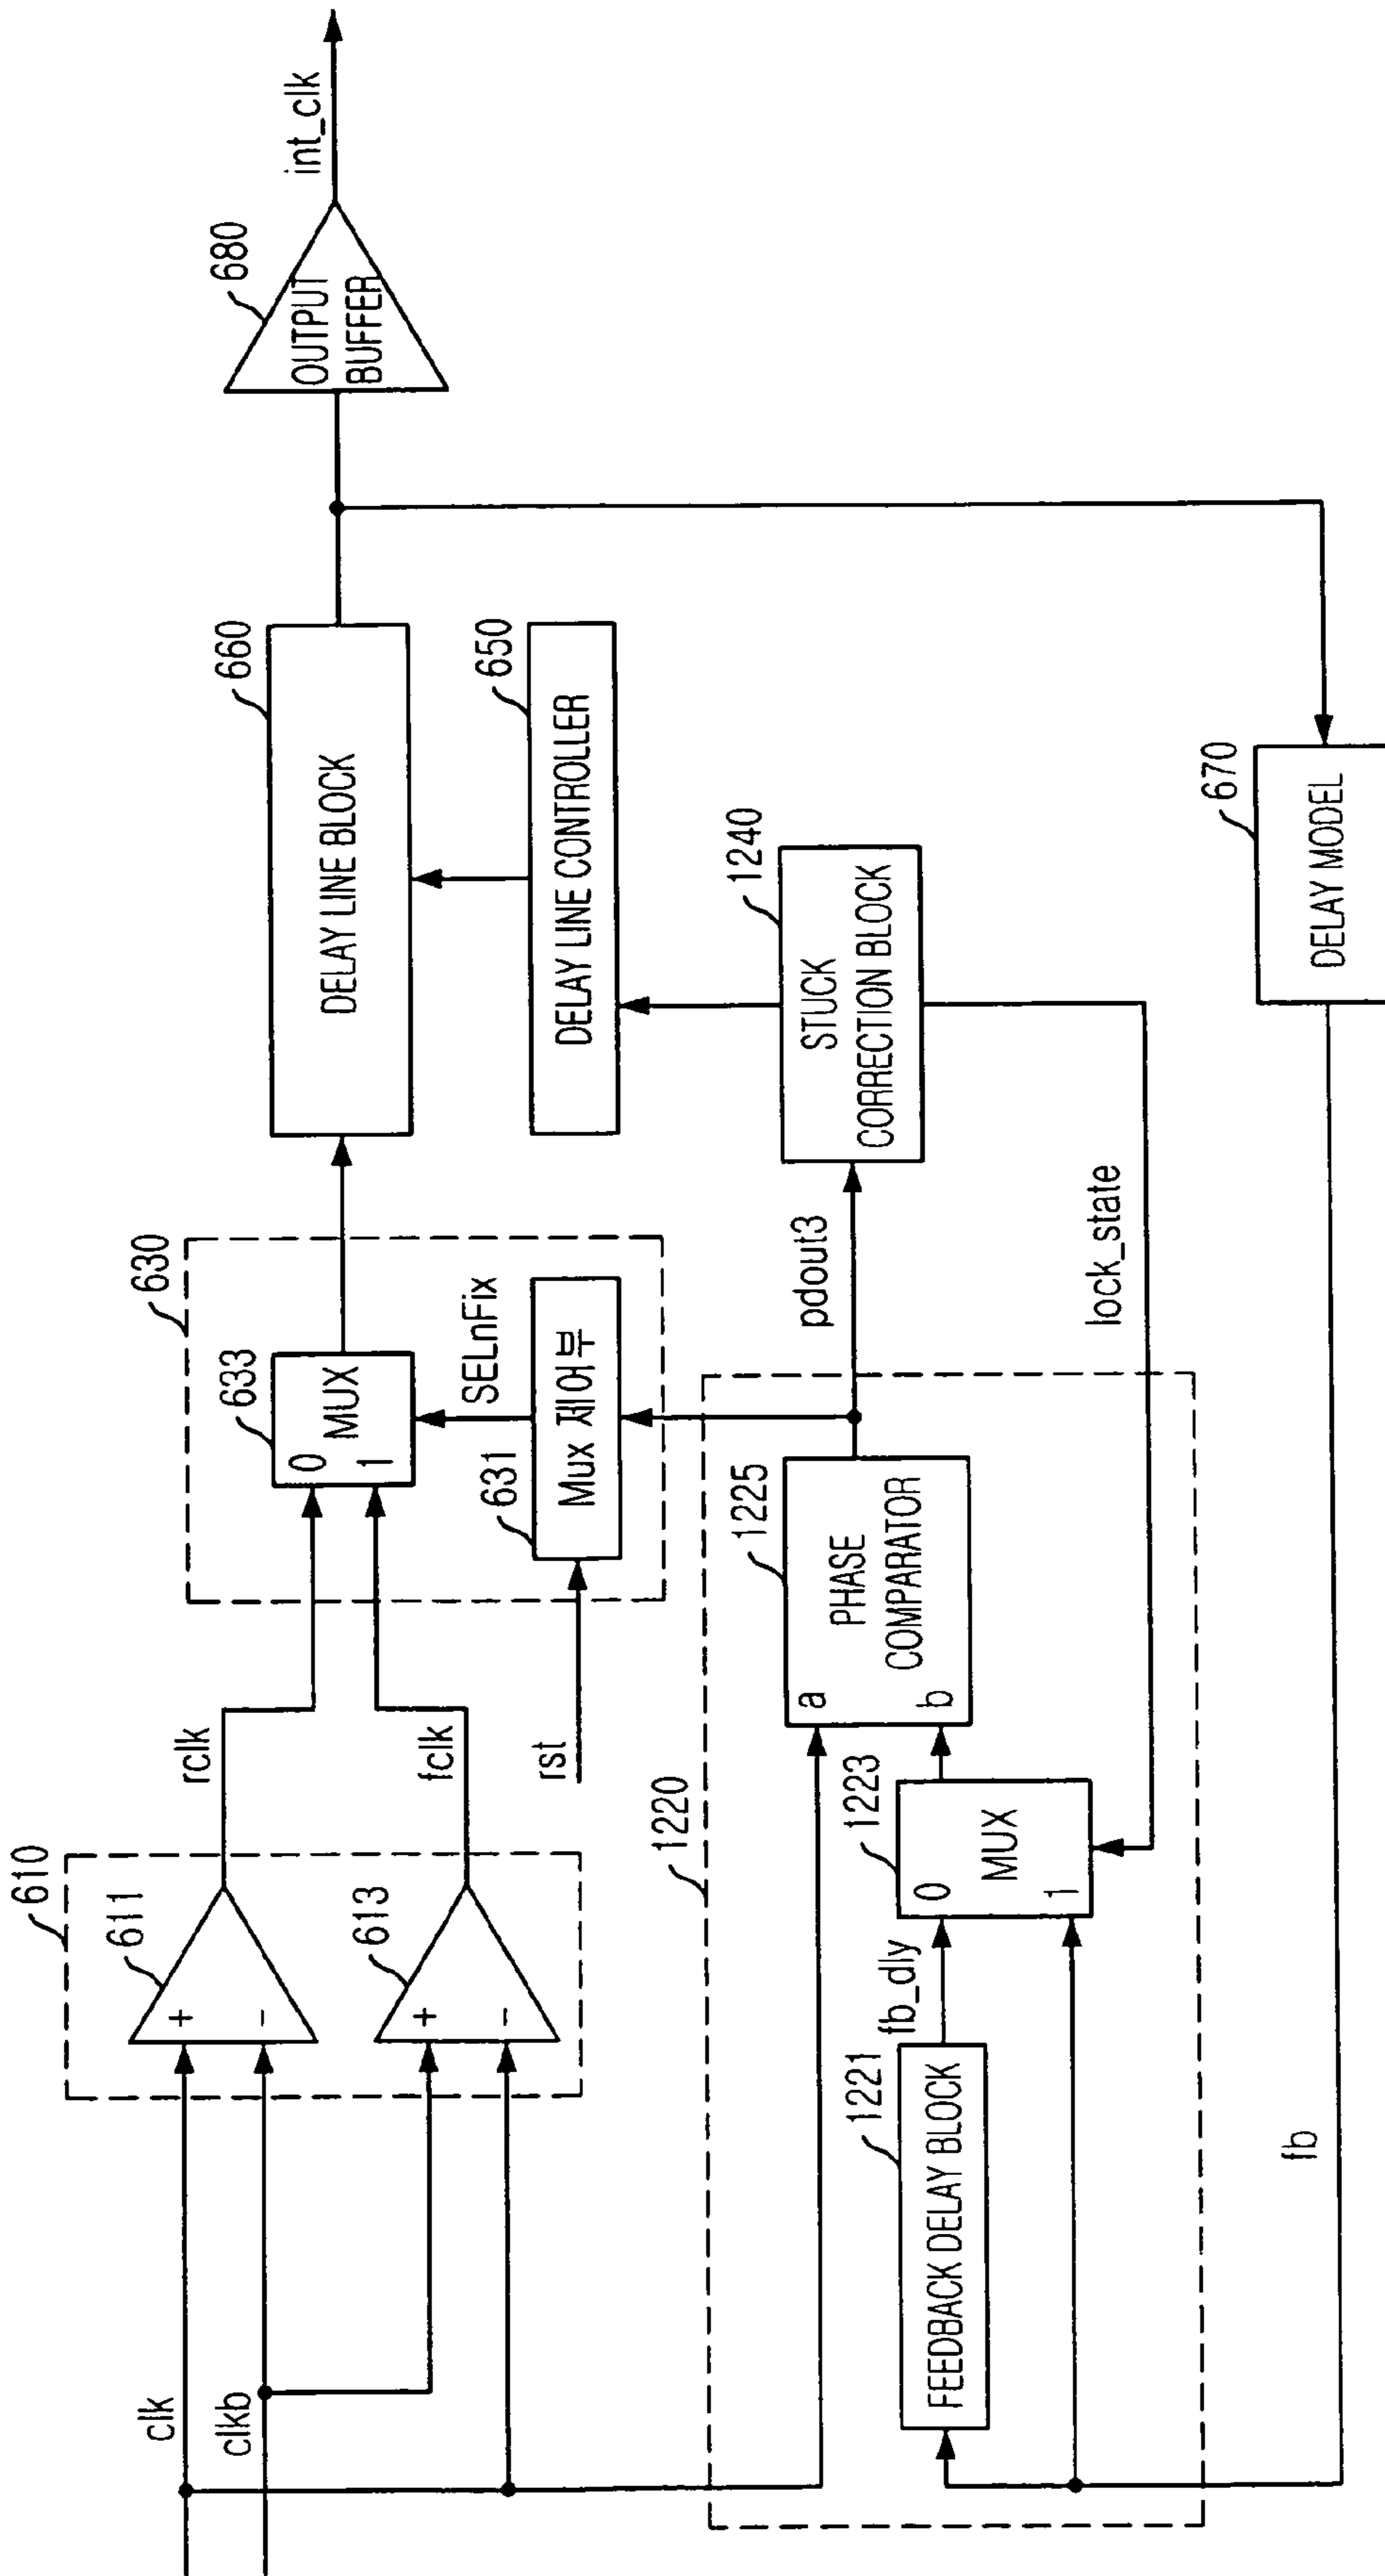 610
611
+
-
613
+
-
clk
clkb
rclk
fclk
630
633
0
1
MUX
SELnFix
631
Mux 제어부
rst
660
DELAY LINE BLOCK
650
DELAY LINE CONTROLLER
680
OUTPUT
BUFFER
int_clk
1220
1221
FEEDBACK DELAY BLOCK
fb_dly
1223
0
1
MUX
1225
a
b
PHASE
COMPARATOR
pdout3
1240
STUCK
CORRECTION BLOCK
lock_state
670
DELAY MODEL
fb